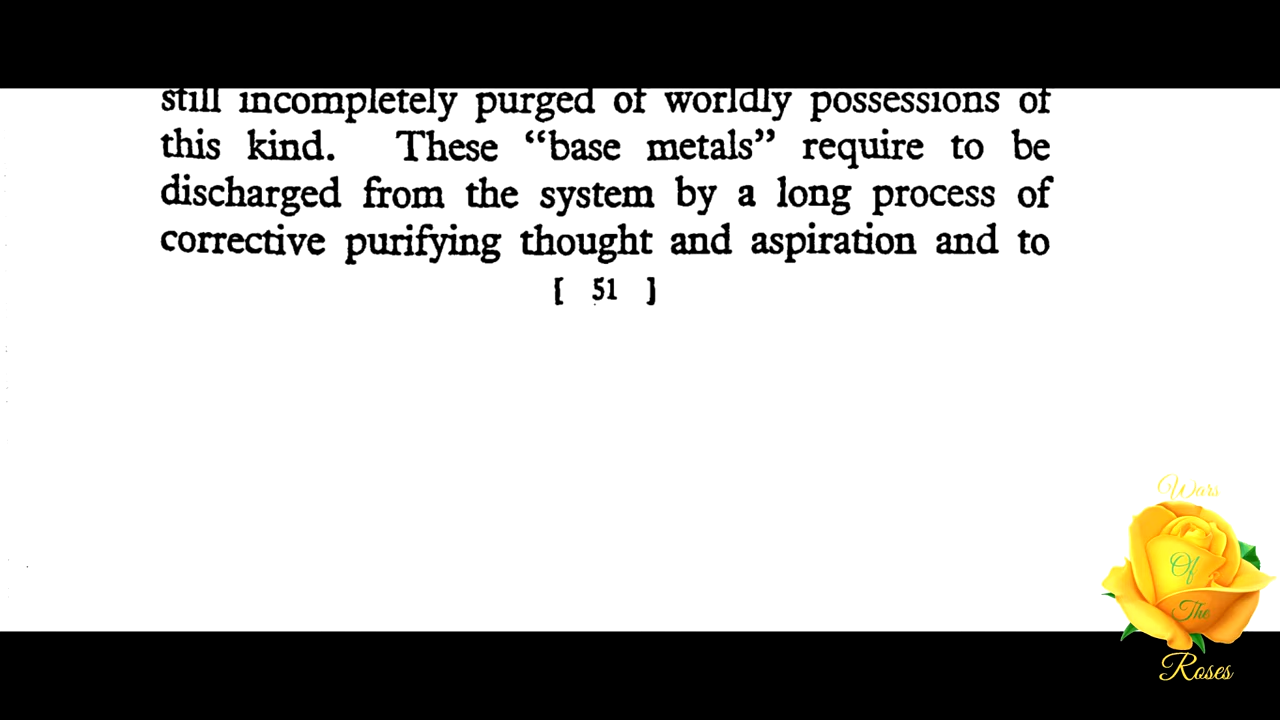 still incompletely purged of worldly possessions of
this kind. These “base metals” require to be
discharged from the system by a long process of
corrective purifying thought and aspiration and to
[ 51 ]
Wars
Of
The
Roses